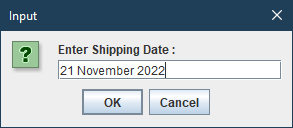 Input
Enter Shipping Date :
21 November 2022
OK
Cancel